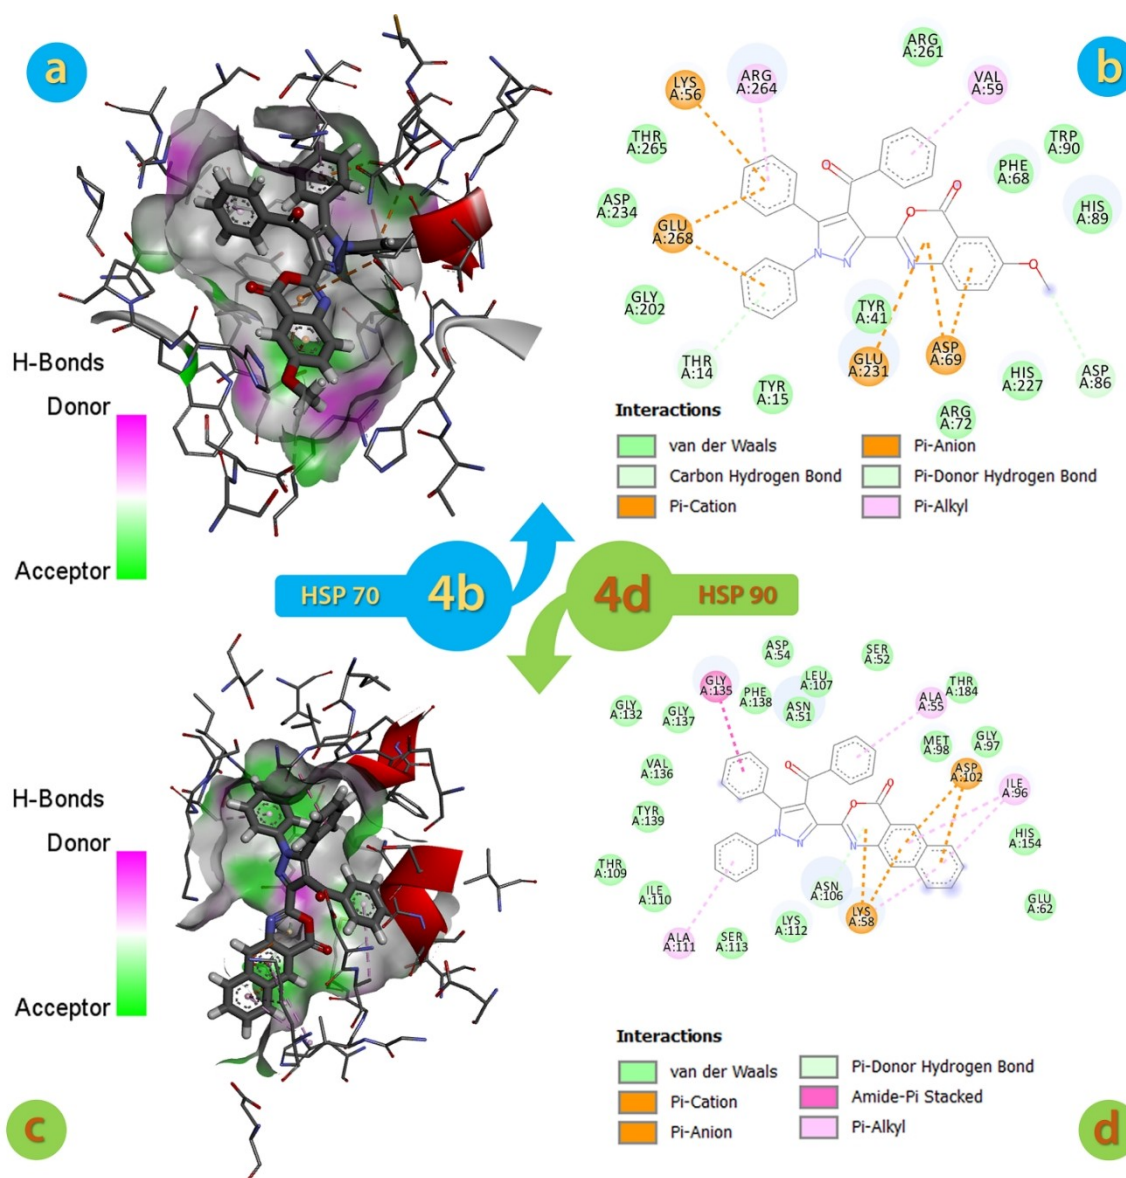 a
H-Bonds
Donor
Acceptor
b
ARG
A:261
LYS
A:56
ARG
A:264
VAL
A:59
THR
A:265
TRP
A:90
PHE
A:68
ASP
A:234
HIS
A:89
GLU
A:268
O
O
O
N
N
N
O
GLY
A:202
TYR
A:41
THR
A:14
GLU
A:231
ASP
A:69
HIS
A:227
ASP
A:86
TYR
A:15
ARG
A:72
Interactions
van der Waals
Carbon Hydrogen Bond
Pi-Cation
Pi-Anion
Pi-Donor Hydrogen Bond
Pi-Alkyl
HSP 70
4b
4d
HSP 90
H-Bonds
Donor
Acceptor
c
ASP
A:54
SER
A:52
GLY
A:135
LEU
A:107
PHE
A:138
ASN
A:51
ALA
A:55
THR
A:184
GLY
A:132
GLY
A:137
MET
A:98
GLY
A:97
VAL
A:136
ASP
A:102
ILE
A:96
TYR
A:139
O
O
O
N
N
N
HIS
A:154
THR
A:109
ILE
A:110
ASN
A:106
GLU
A:62
LYS
A:112
LYS
A:58
ALA
A:111
SER
A:113
Interactions
van der Waals
Pi-Cation
Pi-Anion
Pi-Donor Hydrogen Bond
Amide-Pi Stacked
Pi-Alkyl
d